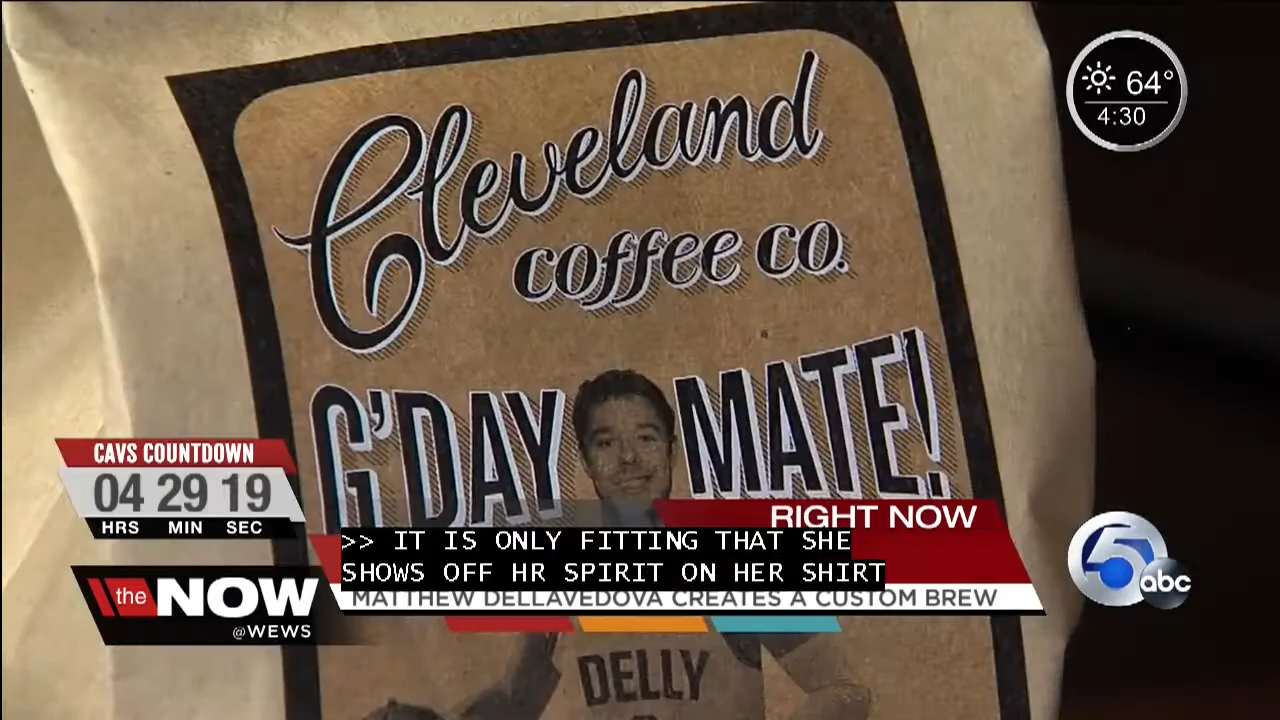 Cleveland
coffee co.
G'DAY MATE!
64°
4:30
CAVS COUNTDOWN
04 29 19
HRS MIN SEC
RIGHT NOW
>> IT IS ONLY FITTING THAT SHE
SHOWS OFF HR SPIRIT ON HER SHIRT
MATTHEW DELLAVEDOVA CREATES A CUSTOM BREW
the NOW
@WEWS
5 abc
DELLY